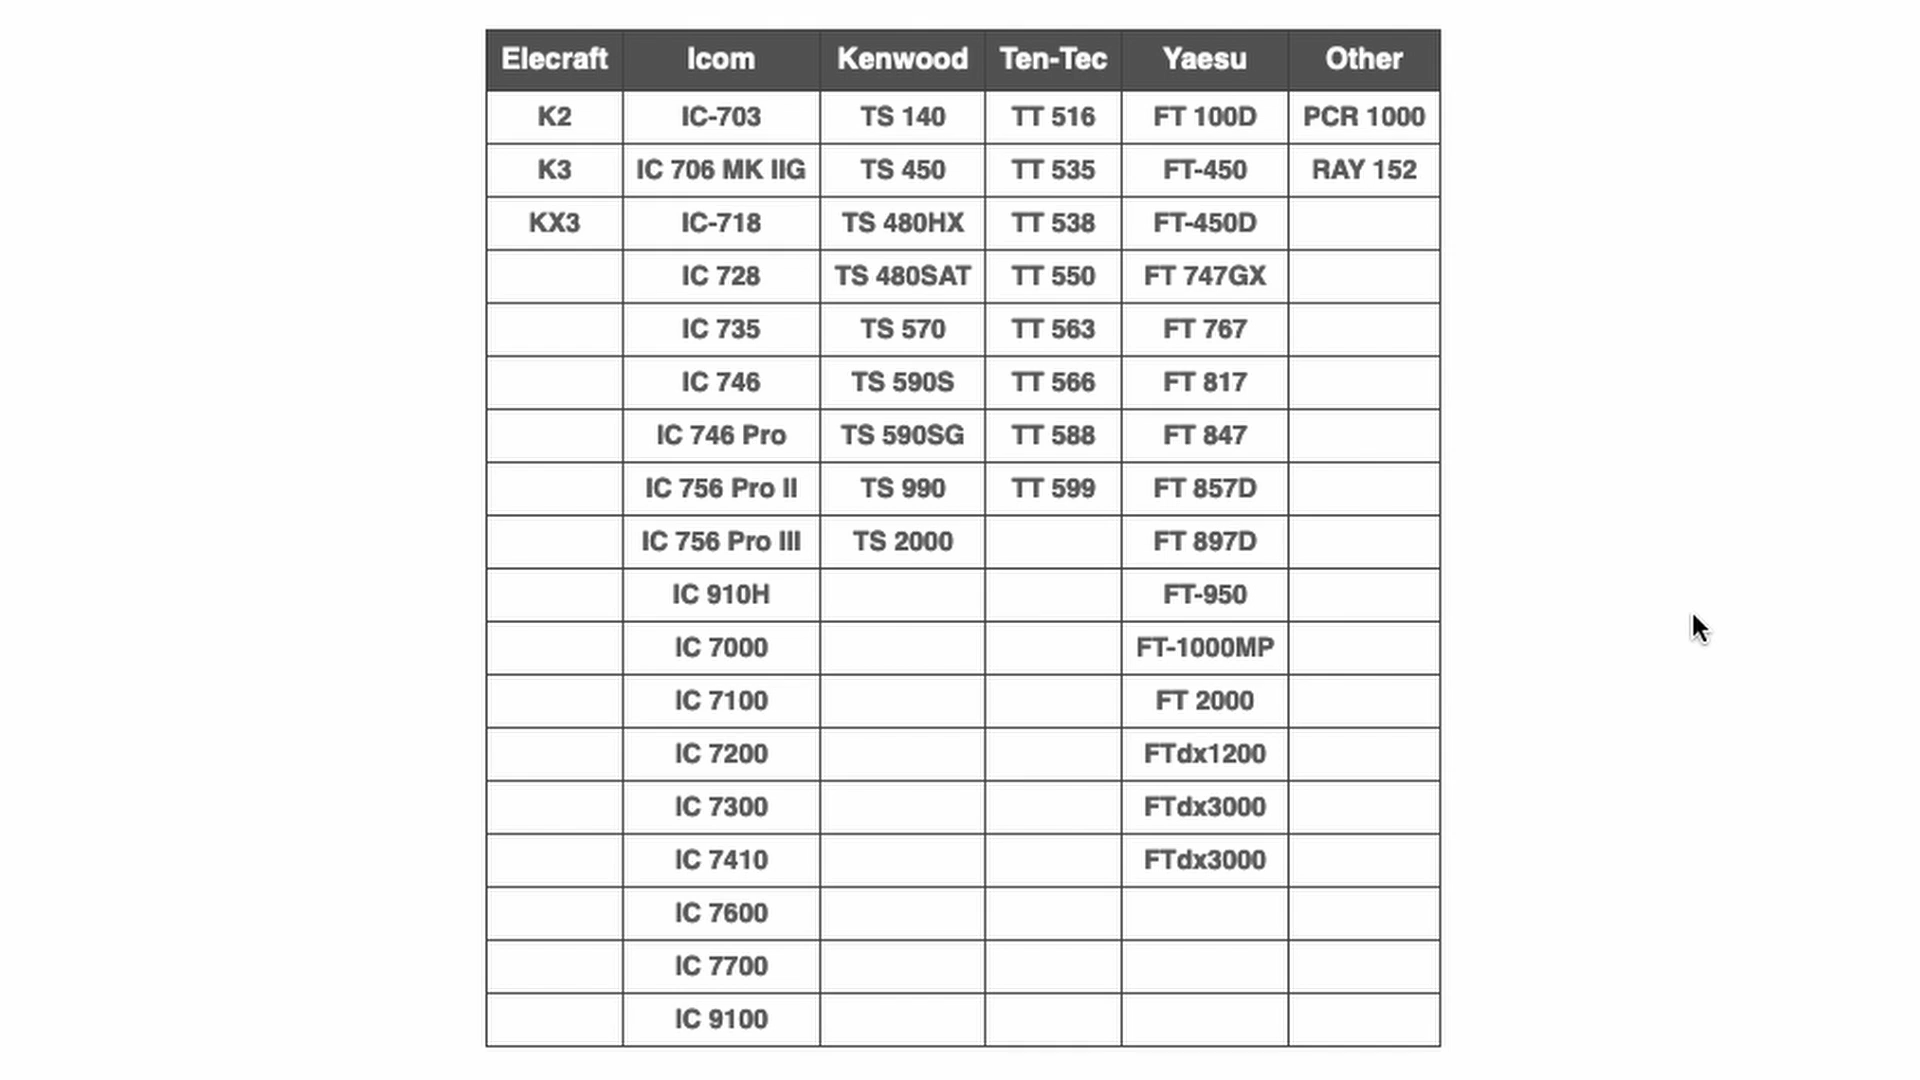 Elecraft Icom Kenwood Ten-Tec Yaesu Other
K2 IC-703 TS 140 TT 516 FT 100D PCR 1000
K3 IC 706 MK IIG TS 450 TT 535 FT-450 RAY 152
KX3 IC-718 TS 480HX TT 538 FT-450D
IC 728 TS 480SAT TT 550 FT 747GX
IC 735 TS 570 TT 563 FT 767
IC 746 TS 590S TT 566 FT 817
IC 746 Pro TS 590SG TT 588 FT 847
IC 756 Pro II TS 990 TT 599 FT 857D
IC 756 Pro III TS 2000 FT 897D
IC 910H FT-950
IC 7000 FT-1000MP
IC 7100 FT 2000
IC 7200 FTdx1200
IC 7300 FTdx3000
IC 7410 FTdx3000
IC 7600
IC 7700
IC 9100